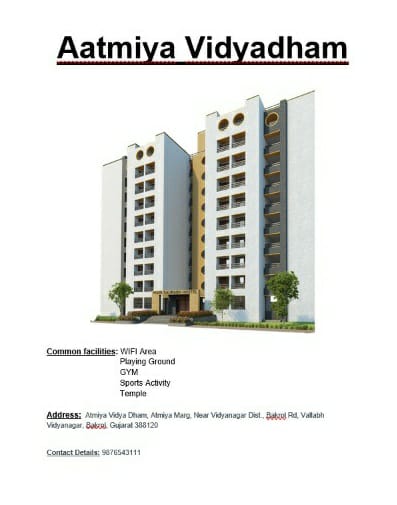 Aatmiya Vidyadham
Common facilities: WIFI Area
Playing Ground
GYM
Sports Activity
Temple
Address: Atmiya Vidya Dham, Atmiya Marg, Near Vidyanagar Dist., Bakrol Rd, Vallabh
Vidyanagar, Bakrol, Gujarat 388120
Contact Details: 9876543111